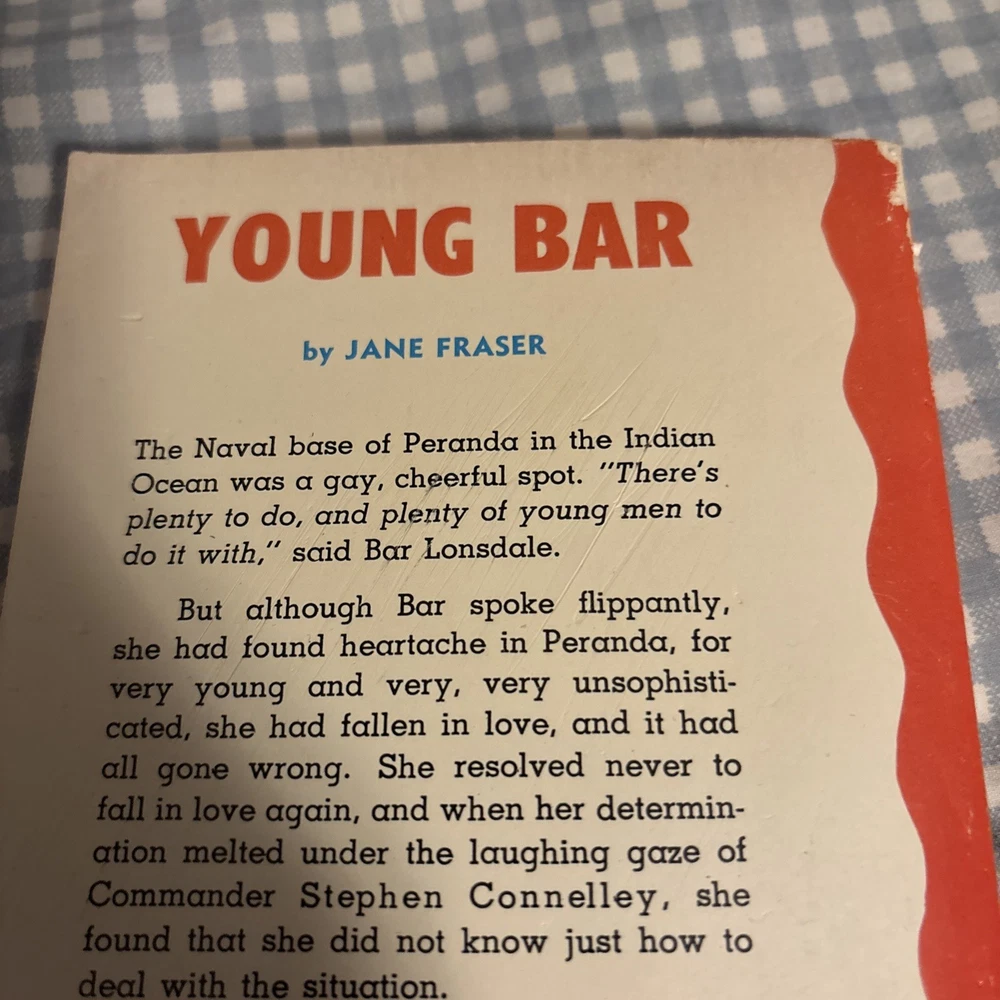 YOUNG BAR
by JANE FRASER
The Naval base of Peranda in the Indian
Ocean was a gay, cheerful spot. "There's
plenty to do, and plenty of young men to
do it with," said Bar Lonsdale.
But although Bar spoke flippantly,
she had found heartache in Peranda, for
very young and very, very unsophisti-
cated, she had fallen in love, and it had
all gone wrong. She resolved never to
fall in love again, and when her determin-
ation melted under the laughing gaze of
Commander Stephen Connelley, she
found that she did not know just how to
deal with the situation.